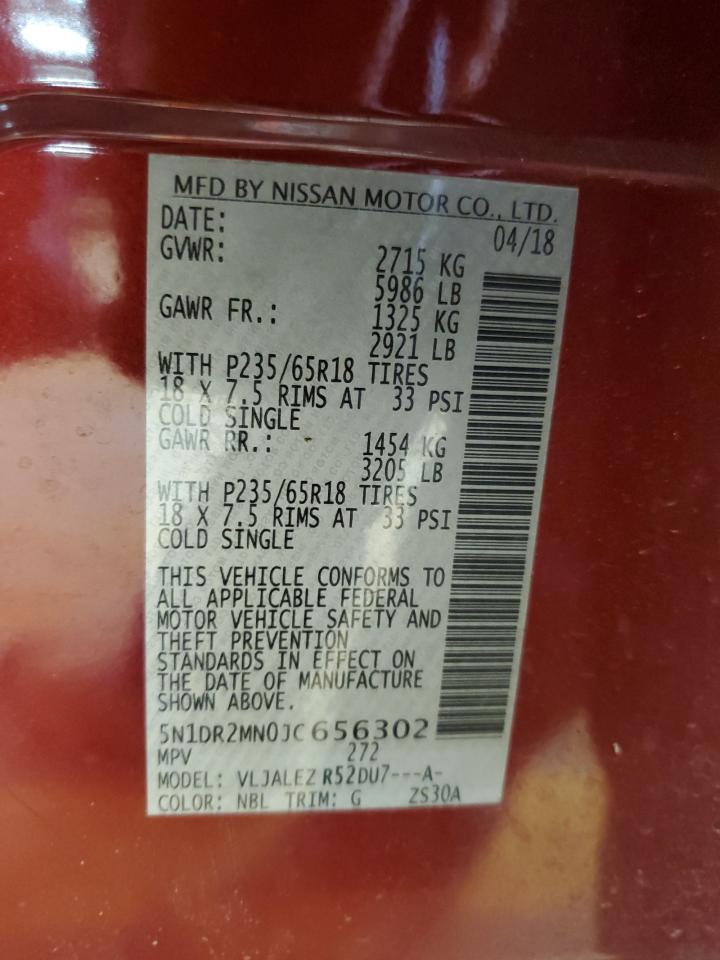 MFD BY NISSAN MOTOR CO., LTD.
DATE: 04/18
GVWR: 2715 KG
5986 LB
GAWR FR.: 1325 KG
2921 LB
WITH P235/65R18 TIRES
18 X 7.5 RIMS AT 33 PSI
COLD SINGLE
GAWR RR.: 1454 KG
3205 LB
WITH P235/65R18 TIRES
18 X 7.5 RIMS AT 33 PSI
COLD SINGLE
THIS VEHICLE CONFORMS TO
ALL APPLICABLE FEDERAL
MOTOR VEHICLE SAFETY AND
THEFT PREVENTION
STANDARDS IN EFFECT ON
THE DATE OF MANUFACTURE
SHOWN ABOVE.
5N1DR2MN0JC656302
MPV 272
MODEL: VLJALEZ R52DU7---A-
COLOR: NBL TRIM: G ZS30A